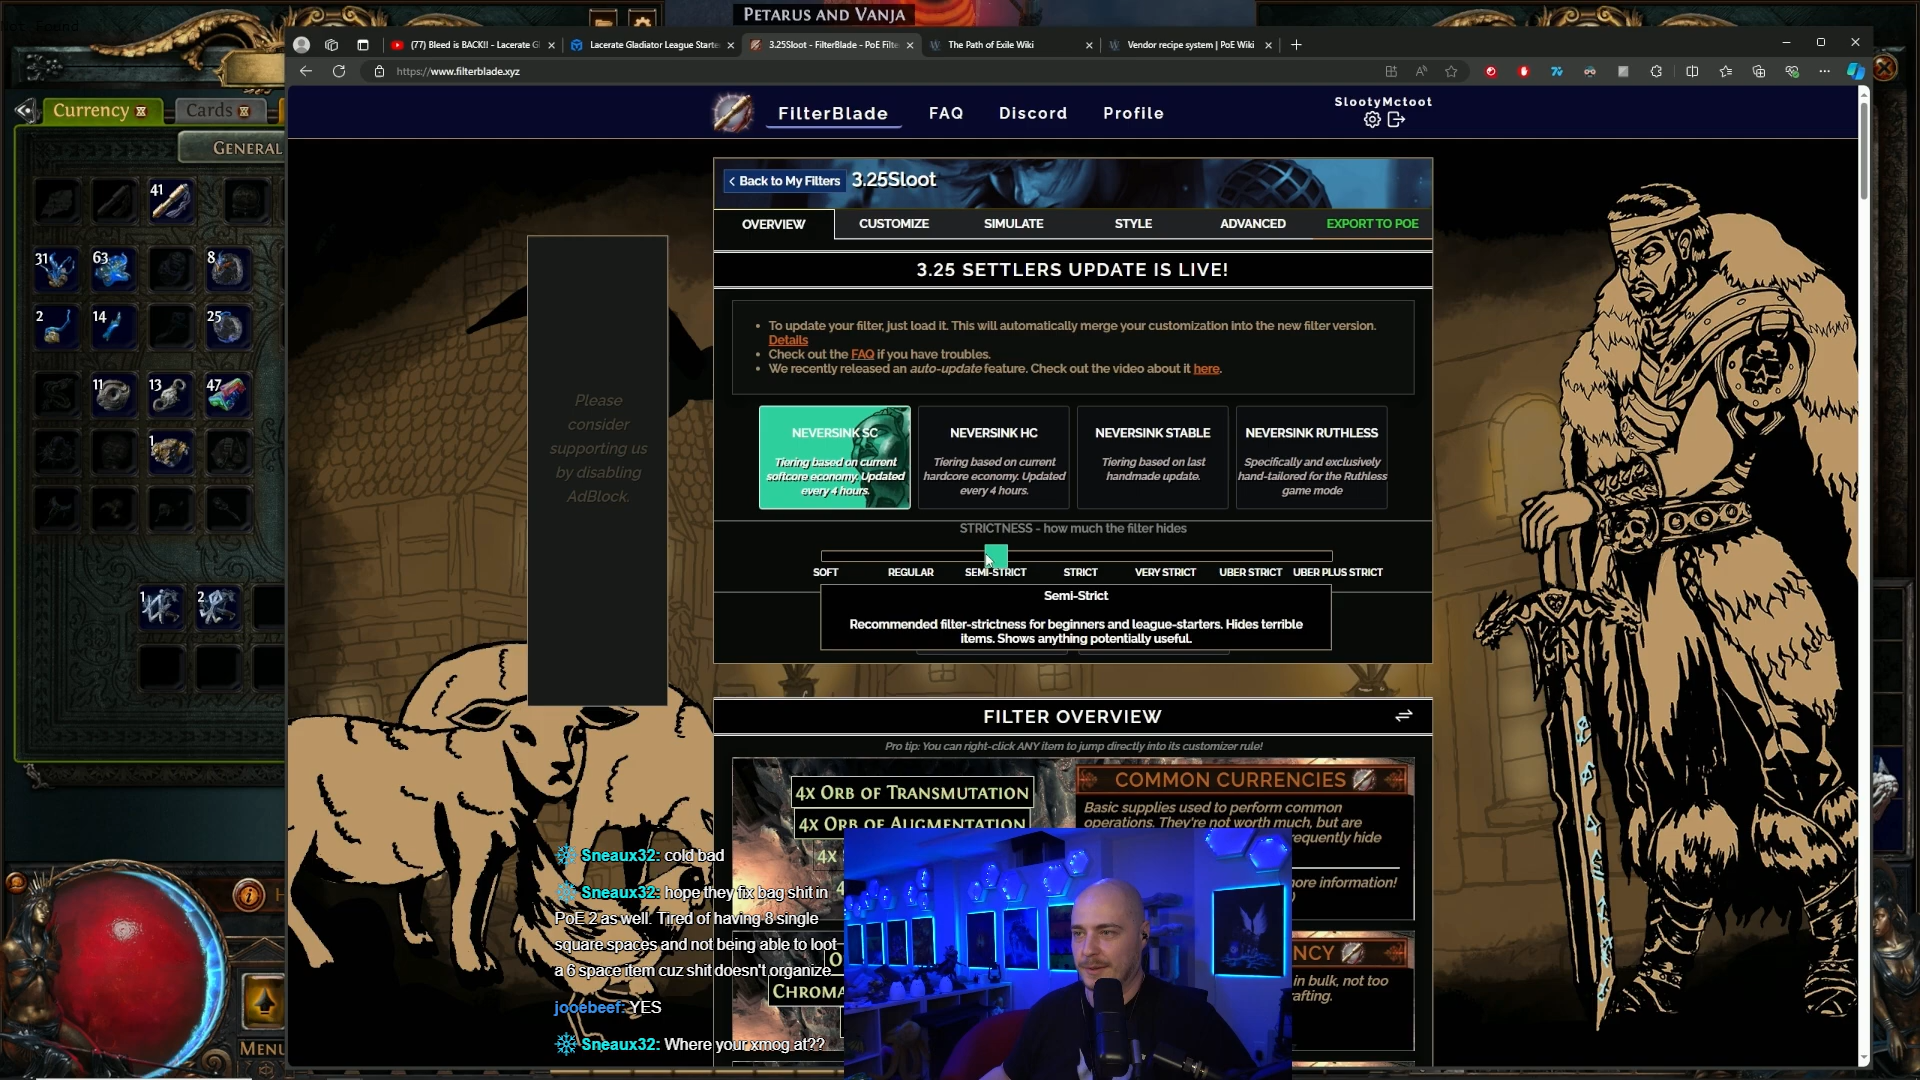 Petarus and Vanja
(77) Bleed is BACK!! - Lacerate Gl
Lacerate Gladiator League Starte
3.25Sloot - FilterBlade - PoE Filte
The Path of Exile Wiki
Vendor recipe system | PoE Wiki
https://www.filterblade.xyz
Currency
Cards
General
41
31
63
8
2
14
25
11
13
47
1
1
2
Menu
FilterBlade
FAQ
Discord
Profile
SlootyMctoot
Back to My Filters
3.25Sloot
OVERVIEW
CUSTOMIZE
SIMULATE
STYLE
ADVANCED
EXPORT TO POE
3.25 SETTLERS UPDATE IS LIVE!
To update your filter, just load it. This will automatically merge your customization into the new filter version.
Details
Check out the FAQ if you have troubles.
We recently released an auto-update feature. Check out the video about it here.
Please
consider
supporting us
by disabling
AdBlock.
NEVERSINK SC
Tiering based on current
softcore economy. Updated
every 4 hours.
NEVERSINK HC
Tiering based on current
hardcore economy. Updated
every 4 hours.
NEVERSINK STABLE
Tiering based on last
handmade update.
NEVERSINK RUTHLESS
Specifically and exclusively
hand-tailored for the Ruthless
game mode
STRICTNESS - how much the filter hides
SOFT
REGULAR
SEMI-STRICT
STRICT
VERY STRICT
UBER STRICT
UBER PLUS STRICT
Semi-Strict
Recommended filter-strictness for beginners and league-starters. Hides terrible
items. Shows anything potentially useful.
FILTER OVERVIEW
Pro tip: You can right-click ANY item to jump directly into its customizer rule!
4x Orb of Transmutation
4x Orb of Augmentation
4x
COMMON CURRENCIES
Basic supplies used to perform common
operations. They're not worth much, but are
requently hide
ore information!
NCY
in bulk, not too
rafting.
Chroma
Sneaux32: cold bad
Sneaux32: hope they fix bag shit in
PoE 2 as well. Tired of having 8 single
square spaces and not being able to loot
a 6 space item cuz shit doesn't organize
jooebeef: YES
Sneaux32: Where your xmog at??